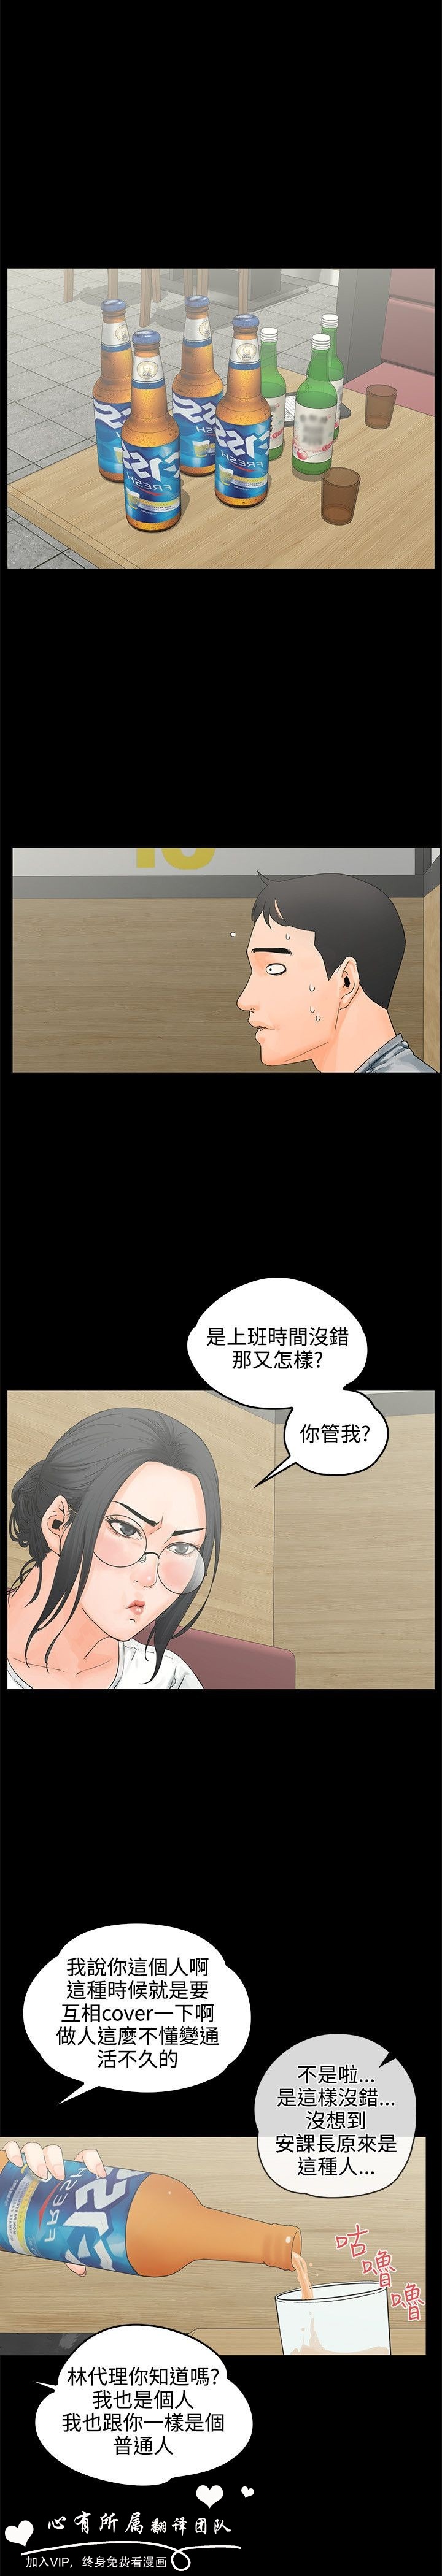 是上班時間沒錯
那又怎樣?
你管我?
我說你這個人啊
這種時候就是要
互相cover一下啊
做人這麼不懂變通
活不久的
不是啦...
是這樣沒錯...
沒想到
安課長原來是
這種人...
咕嚕嚕
林代理你知道嗎?
我也是個人
我也跟你一樣是個
普通人
心有所属翻译团队
加入VIP，终身免费看漫画